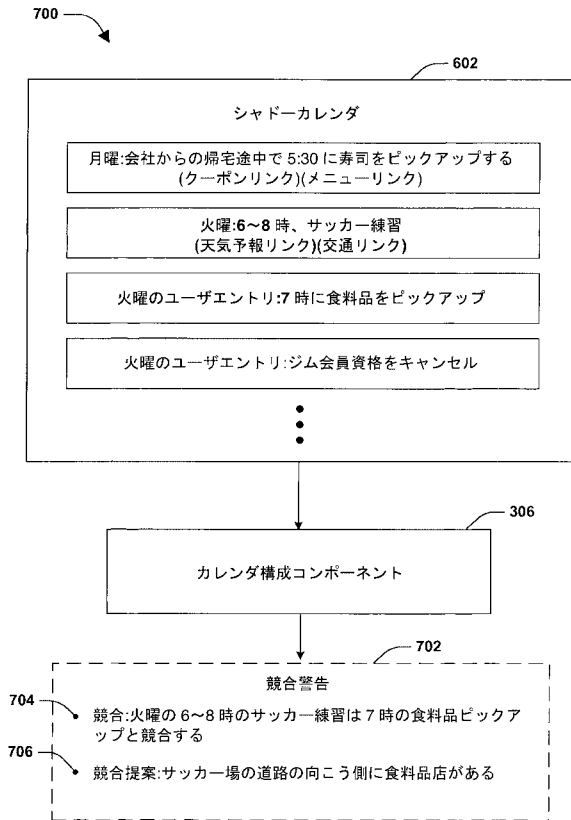 700
602
シャドーカレンダ
月曜:会社からの帰宅途中で 5:30 に寿司をピックアップする
(クーポンリンク)(メニューリンク)
火曜:6～8 時、サッカー練習
(天気予報リンク)(交通リンク)
火曜のユーザエントリ:7 時に食料品をピックアップ
火曜のユーザエントリ:ジム会員資格をキャンセル
306
カレンダ構成コンポーネント
702
競合警告
704
• 競合:火曜の 6～8 時のサッカー練習は 7 時の食料品ピックア
ップと競合する
706
• 競合提案:サッカー場の道路の向こう側に食料品店がある